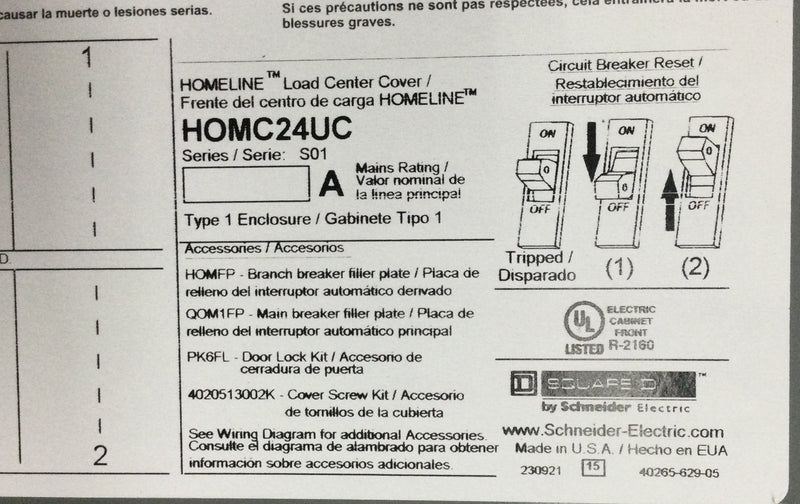 causar la muerte o lesiones serias.
Si ces précautions ne sont pas respectées, cela entraînera la mort ou de
blessures graves.
1
D.
2
HOMELINE™ Load Center Cover /
Frente del centro de carga HOMELINE™
HOMC24UC
Series / Serie: S01
A
Mains Rating /
Valor nominal de
la línea principal
Type 1 Enclosure / Gabinete Tipo 1
Accessories / Accesorios
HOMFP - Branch breaker filler plate / Placa de
relleno del interruptor automático derivado
QOM1FP - Main breaker filler plate / Placa de
relleno del interruptor automático principal
PK6FL - Door Lock Kit / Accesorio de
cerradura de puerta
4020513002K - Cover Screw Kit / Accesorio
de tornillos de la cubierta
See Wiring Diagram for additional Accessories.
Consulte el diagrama de alambrado para obtener
información sobre accesorios adicionales.
Circuit Breaker Reset /
Restablecimiento del
interruptor automático
ON
0
OFF
ON
0
OFF
ON
0
OFF
Tripped /
Disparado
(1)
(2)
UL
LISTED
ELECTRIC
CABINET
FRONT
R-2160
D SQUARE D™
by Schneider Electric
www.Schneider-Electric.com
Made in U.S.A. / Hecho en EUA
230921 15 40265-629-05